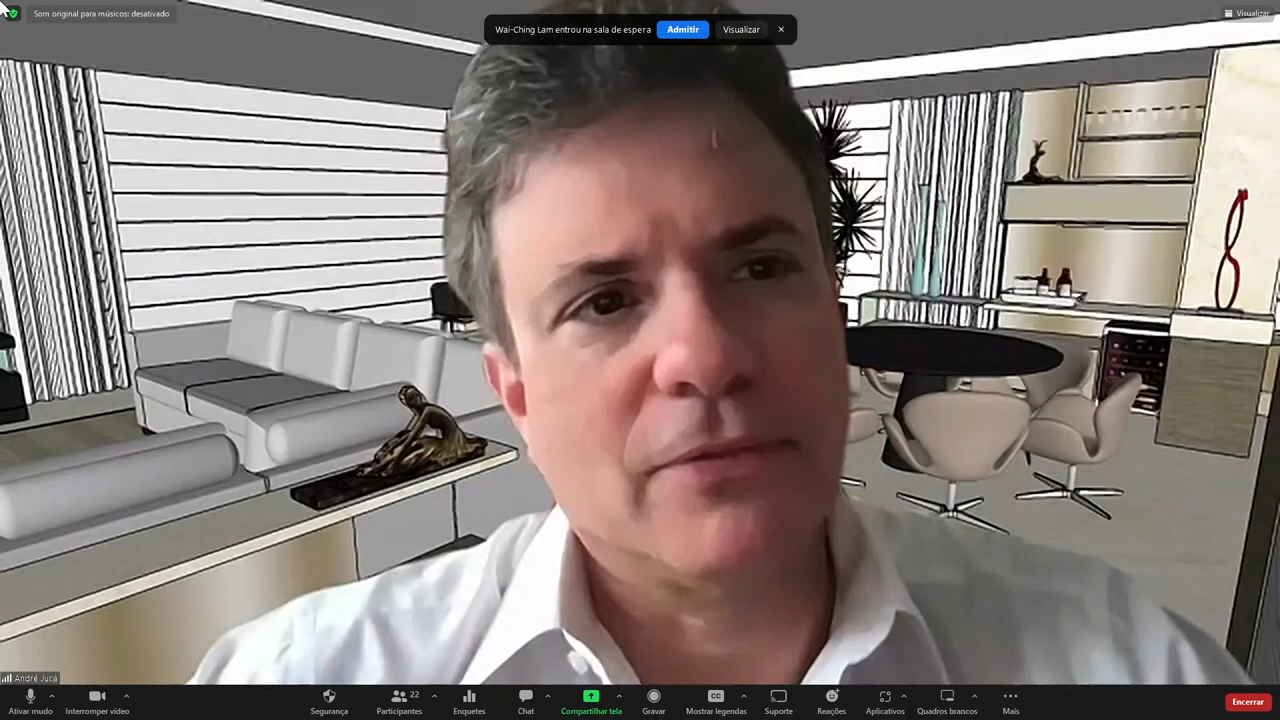 Som original para músicos: desativado
Wai-Ching Lam entrou na sala de espera
Admitir
Visualizar
Visualizar
André Jucá
Ativar mudo
Interromper vídeo
Segurança
22
Participantes
Enquetes
Chat
Compartilhar tela
Gravar
CC
Mostrar legendas
Suporte
Reações
Aplicativos
Quadros brancos
Mais
Encerrar